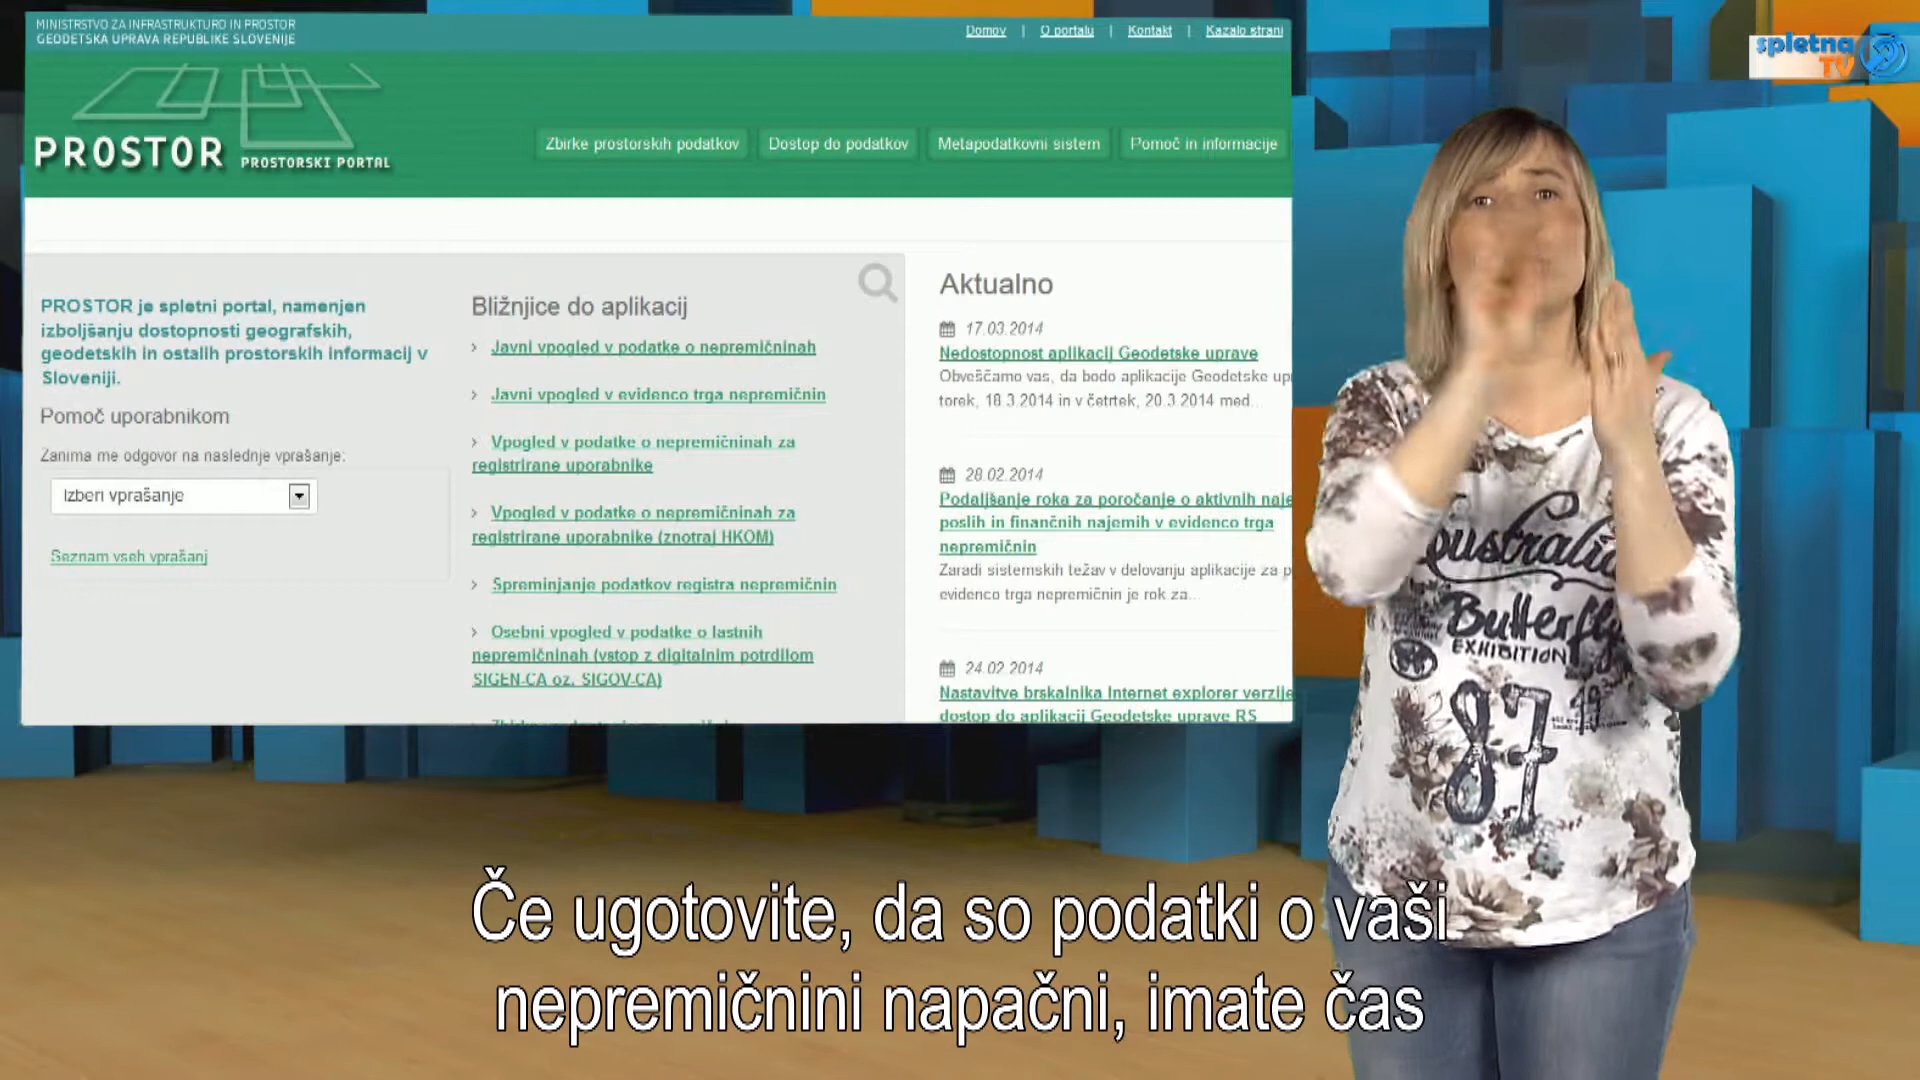 MINISTRSTVO ZA INFRASTRUKTURO IN PROSTOR
GEODETSKA UPRAVA REPUBLIKE SLOVENIJE
Domov | O portalu | Kontakt | Kazalo strani
spletna
TV
PROSTOR PROSTORSKI PORTAL
Zbirke prostorskih podatkov
Dostop do podatkov
Metapodatkovni sistem
Pomoč in informacije
PROSTOR je spletni portal, namenjen
izboljšanju dostopnosti geografskih,
geodetskih in ostalih prostorskih informacij v
Sloveniji.
Pomoč uporabnikom
Zanima me odgovor na naslednje vprašanje:
Izberi vprašanje
Seznam vseh vprašanj
Bližnjice do aplikacij
Javni vpogled v podatke o nepremičninah
Javni vpogled v evidenco trga nepremičnin
Vpogled v podatke o nepremičninah za
registrirane uporabnike
Vpogled v podatke o nepremičninah za
registrirane uporabnike (znotraj HKOM)
Spreminjanje podatkov registra nepremičnin
Osebni vpogled v podatke o lastnih
nepremičninah (vstop z digitalnim potrdilom
SIGEN-CA oz. SIGOV-CA)
Aktualno
17.03.2014
Nedostopnost aplikacij Geodetske uprave
Obveščamo vas, da bodo aplikacije Geodetske up
torek, 18.3.2014 in v četrtek, 20.3.2014 med...
28.02.2014
Podaljšanje roka za poročanje o aktivnih naje
poslih in finančnih najemih v evidenco trga
nepremičnin
Zaradi sistemskih težav v delovanju aplikacije za p
evidenco trga nepremičnin je rok za...
24.02.2014
Nastavitve brskalnika Internet explorer verzije
dostop do aplikacij Geodetske uprave RS
Australia
Butterfly
EXHIBITION
87
Če ugotovite, da so podatki o vaši
nepremičnini napačni, imate čas